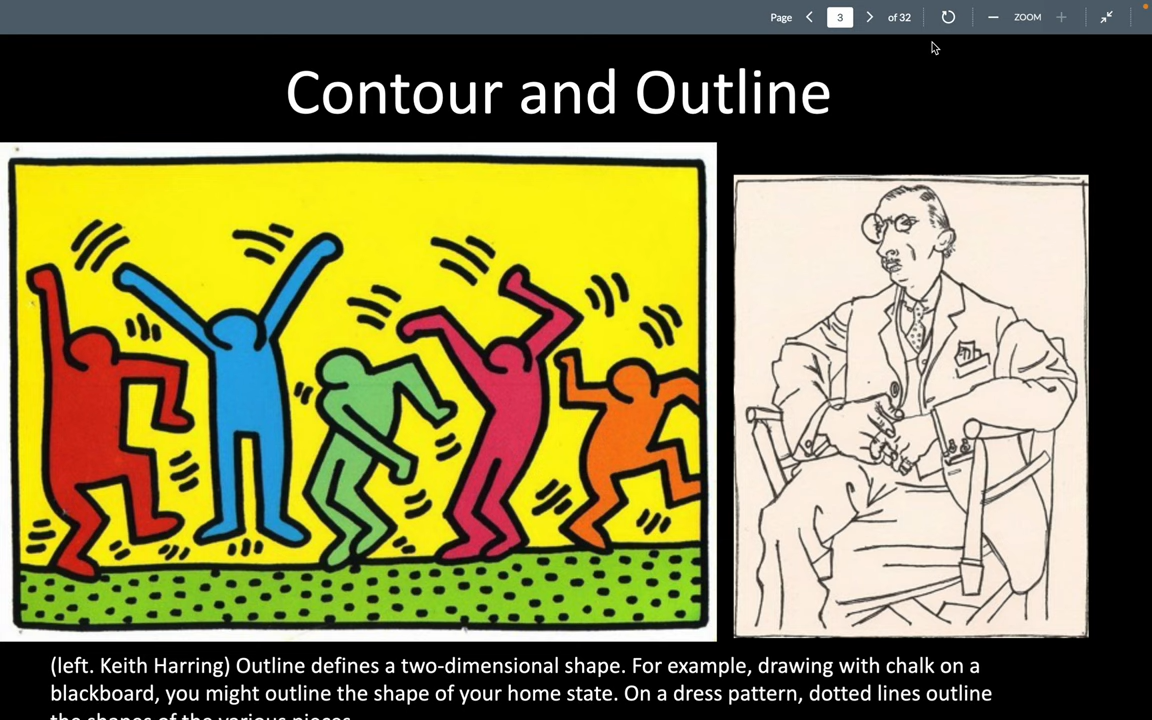 Page 3 of 32 ZOOM
Contour and Outline
(left. Keith Harring) Outline defines a two-dimensional shape. For example, drawing with chalk on a
blackboard, you might outline the shape of your home state. On a dress pattern, dotted lines outline
the shapes of the various pieces.